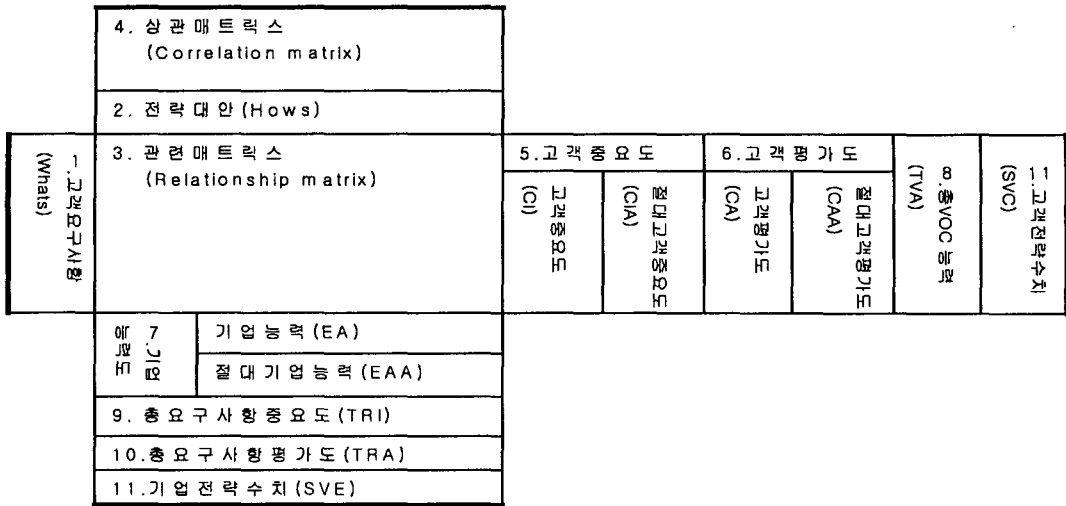 4. 상관매트릭스
(Correlation matrix)
2. 전략대안(Hows)
1.고객요구사항
(Whats)
3. 관련매트릭스
(Relationship matrix)
5.고객중요도
고객중요도
(CI)
절대고객중요도
(CIA)
6.고객평가도
고객평가도
(CA)
절대고객평가도
(CAA)
8.총VOC 능력
(TVA)
고객전략수치
(SVC)
7.기업
능력도
기업능력(EA)
절대기업능력(EAA)
9. 총요구사항중요도(TRI)
10.총요구사항평가도(TRA)
11.기업전략수치(SVE)